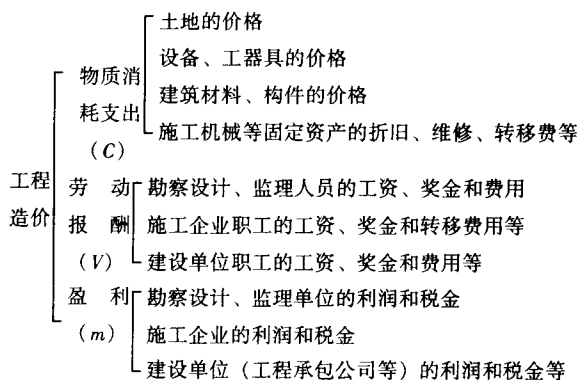 工程
造价
物质消
耗支出
(C)
土地的价格
设备、工器具的价格
建筑材料、构件的价格
施工机械等固定资产的折旧、维修、转移费等
劳动
报酬
(V)
勘察设计、监理人员的工资、奖金和费用
施工企业职工的工资、奖金和转移费用等
建设单位职工的工资、奖金和费用等
盈利
(m)
勘察设计、监理单位的利润和税金
施工企业的利润和税金
建设单位(工程承包公司等)的利润和税金等